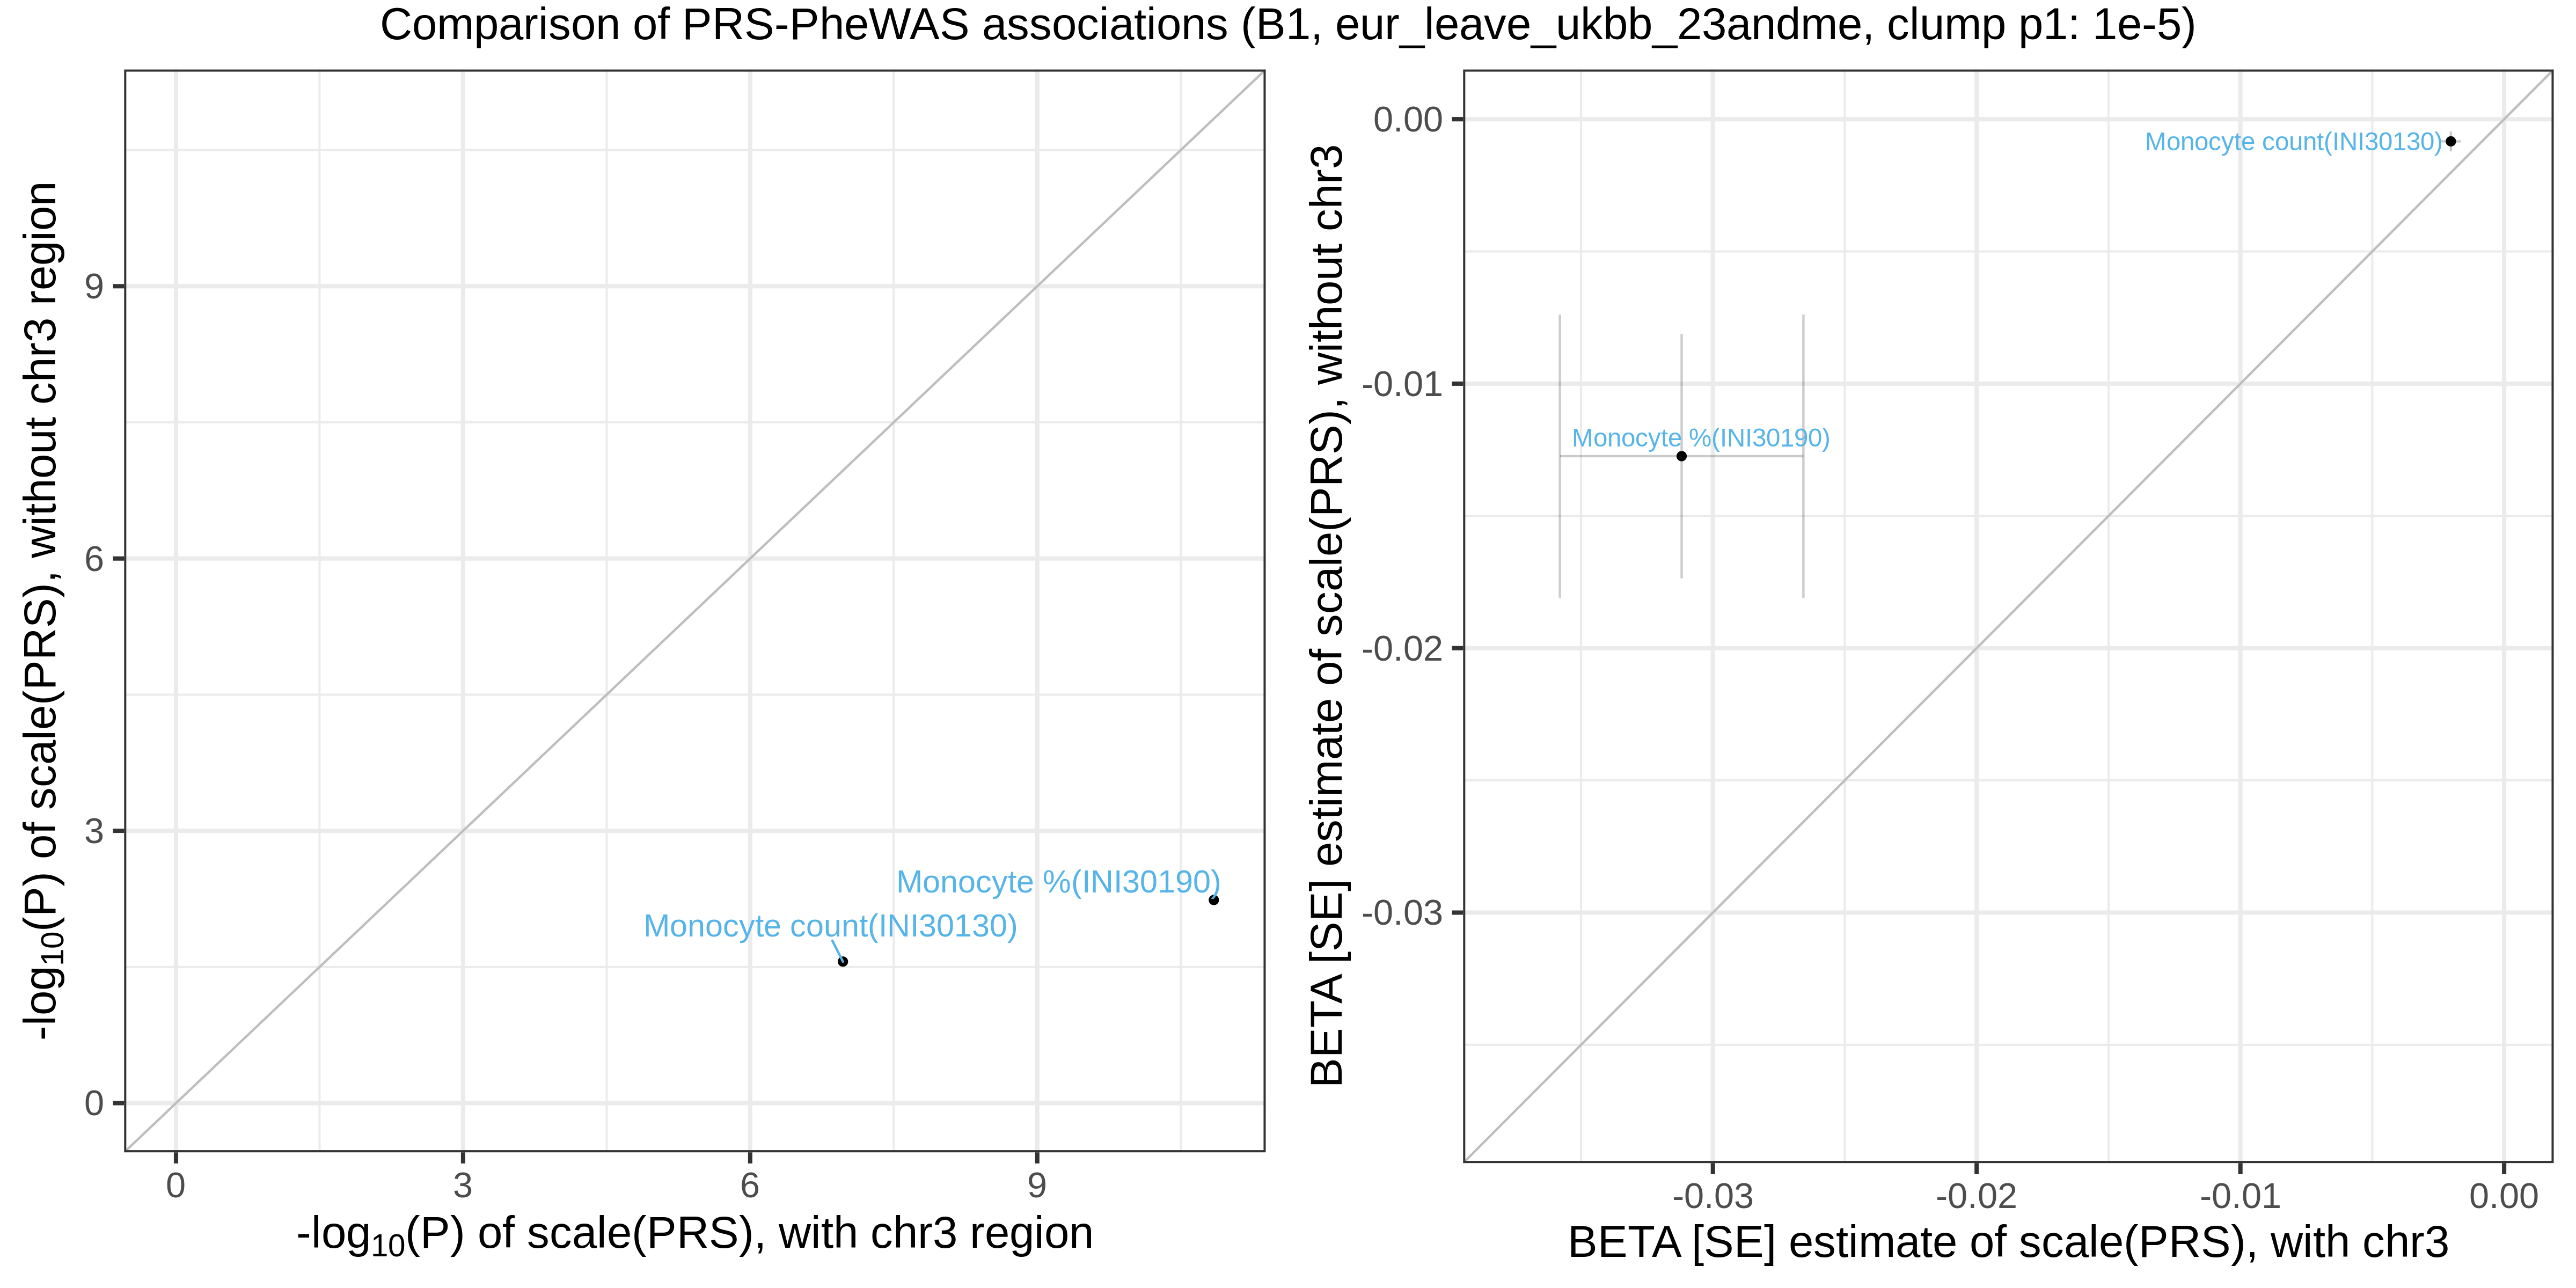 Comparison of PRS-PheWAS associations (B1, eur_leave_ukbb_23andme, clump p1: 1e-5)
-log10(P) of scale(PRS), without chr3 region
9
6
3
0
Monocyte %(INI30190)
Monocyte count(INI30130)
0
3
6
9
-log10(P) of scale(PRS), with chr3 region
BETA [SE] estimate of scale(PRS), without chr3
0.00
-0.01
-0.02
-0.03
Monocyte count(INI30130)
Monocyte %(INI30190)
-0.03
-0.02
-0.01
0.00
BETA [SE] estimate of scale(PRS), with chr3